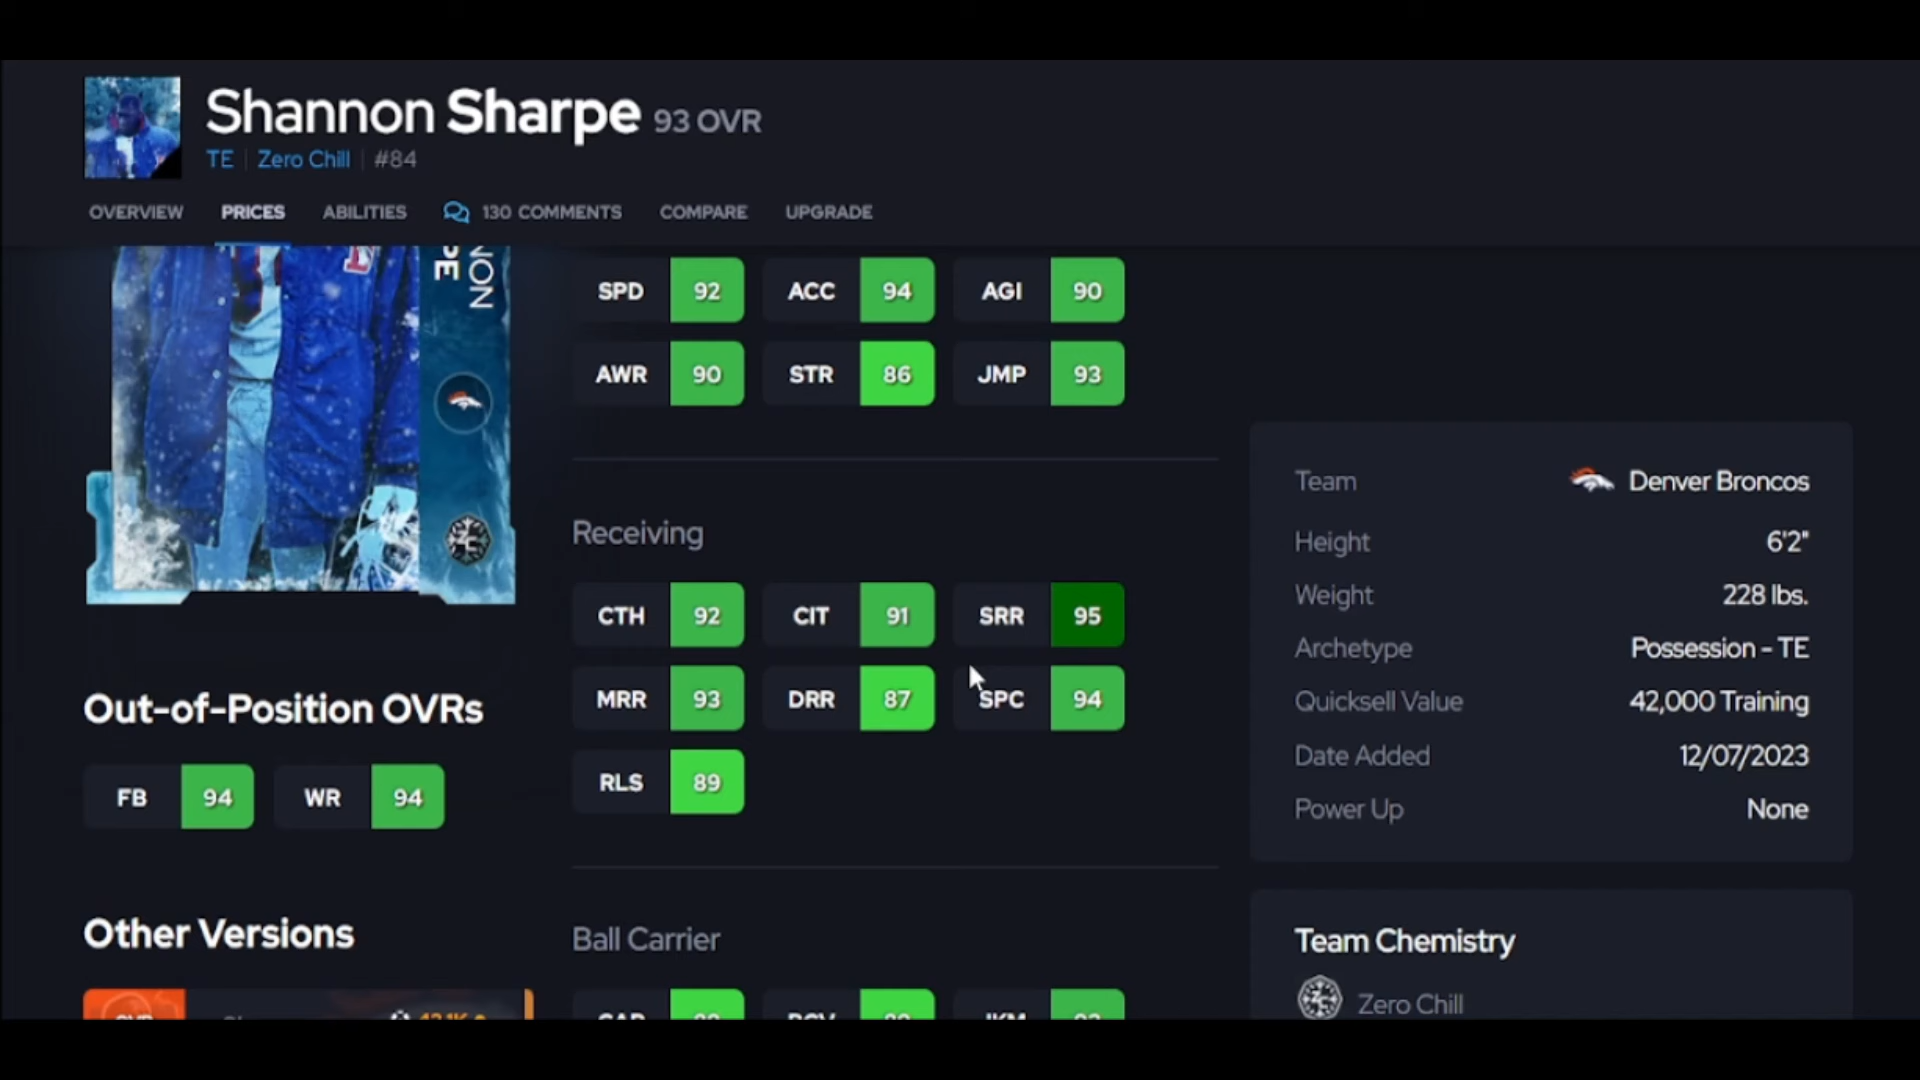 Shannon Sharpe 93 OVR
TE | Zero Chill | #84
OVERVIEW PRICES ABILITIES 130 COMMENTS COMPARE UPGRADE
SPD 92 ACC 94 AGI 90
AWR 90 STR 86 JMP 93
Receiving
CTH 92 CIT 91 SRR 95
MRR 93 DRR 87 SPC 94
RLS 89
Ball Carrier
Out-of-Position OVRs
FB 94 WR 94
Other Versions
Team Denver Broncos
Height 6'2"
Weight 228 lbs.
Archetype Possession - TE
Quicksell Value 42,000 Training
Date Added 12/07/2023
Power Up None
Team Chemistry
Zero Chill